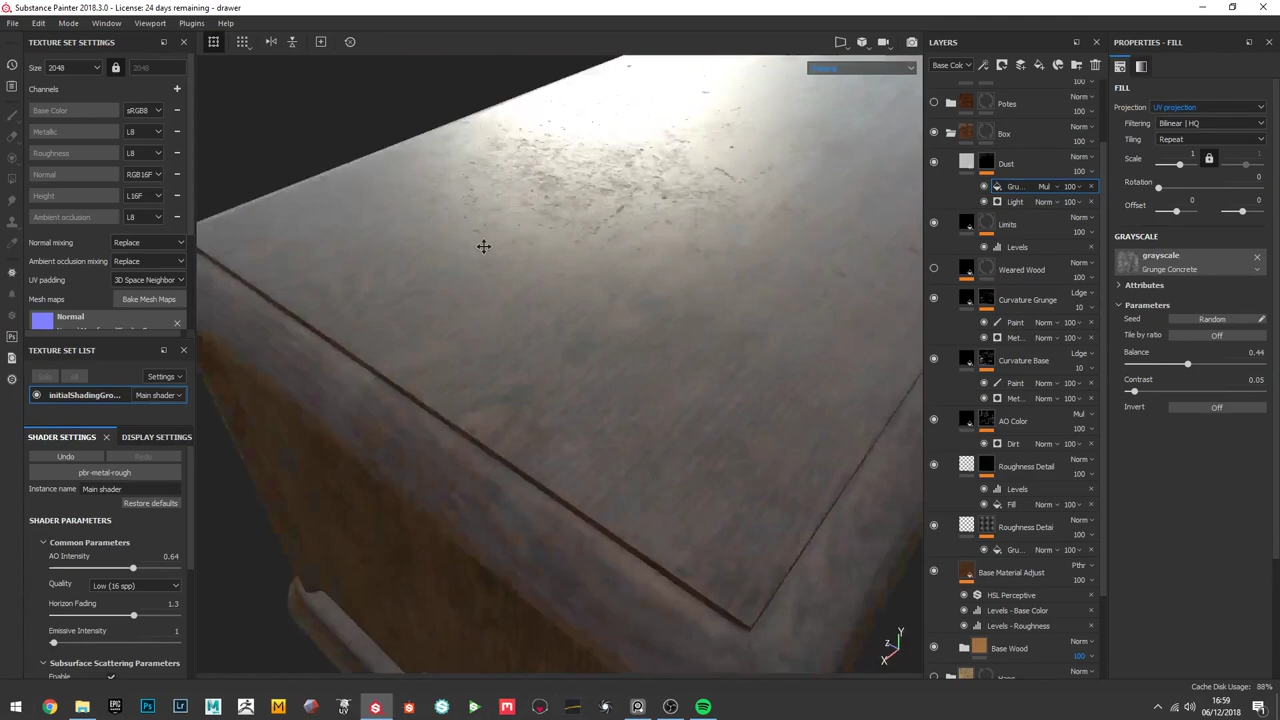 Substance Painter 2018.3.0 - License: 24 days remaining - drawer
File Edit Mode Window Viewport Plugins Help
TEXTURE SET SETTINGS
Size 2048 2048
Channels
Base Color sRGB8
Metallic L8
Roughness L8
Normal RGB16F
Height L16F
Ambient occlusion L8
Normal mixing Replace
Ambient occlusion mixing Replace
UV padding 3D Space Neighbor
Mesh maps Bake Mesh Maps
Normal
TEXTURE SET LIST
Solo All Settings
initialShadingGro... Main shader
SHADER SETTINGS DISPLAY SETTINGS
Undo Redo
pbr-metal-rough
Instance name Main shader
Restore defaults
SHADER PARAMETERS
Common Parameters
AO Intensity 0.64
Quality Low (16 spp)
Horizon Fading 1.3
Emissive Intensity 1
Subsurface Scattering Parameters
Enable
Y
Z
X
LAYERS
Base Colc
100
Potes Norm 100
Box Norm 100
Dust Norm 100
Gru... Mul 100
Light Norm 100
Limits Norm 100
Levels
Weared Wood Norm 100
Curvature Grunge Ldge 10
Paint Norm 100
Met... Norm 100
Curvature Base Ldge 10
Paint Norm 100
Met... Norm 100
AO Color Mul 100
Dirt Norm 100
Roughness Detail Norm 100
Levels
Fill Norm 100
Roughness Detai Norm 100
Gru... Norm 100
Base Material Adjust Pthr 100
HSL Perceptive
Levels - Base Color
Levels - Roughness
Base Wood Norm 100
Norm
PROPERTIES - FILL
FILL
Projection UV projection
Filtering Bilinear | HQ
Tiling Repeat
Scale 1 1
Rotation 0
Offset 0 0
GRAYSCALE
grayscale
Grunge Concrete
Attributes
Parameters
Seed Random
Tile by ratio Off
Balance 0.44
Contrast 0.05
Invert Off
Cache Disk Usage: 88%
16:59
06/12/2018